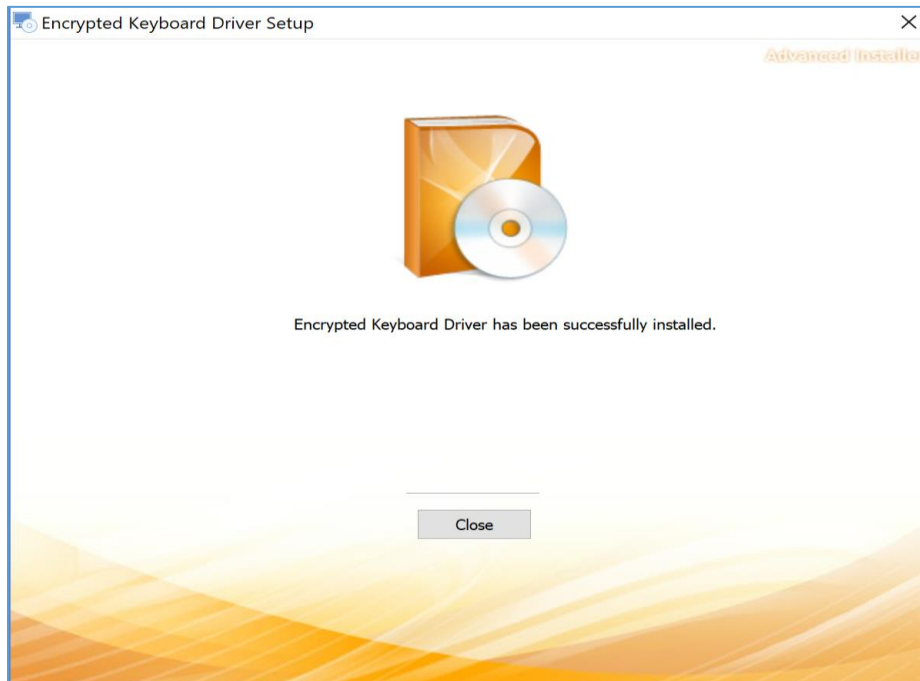 Encrypted Keyboard Driver Setup
Advanced Installer
Encrypted Keyboard Driver has been successfully installed.
Close